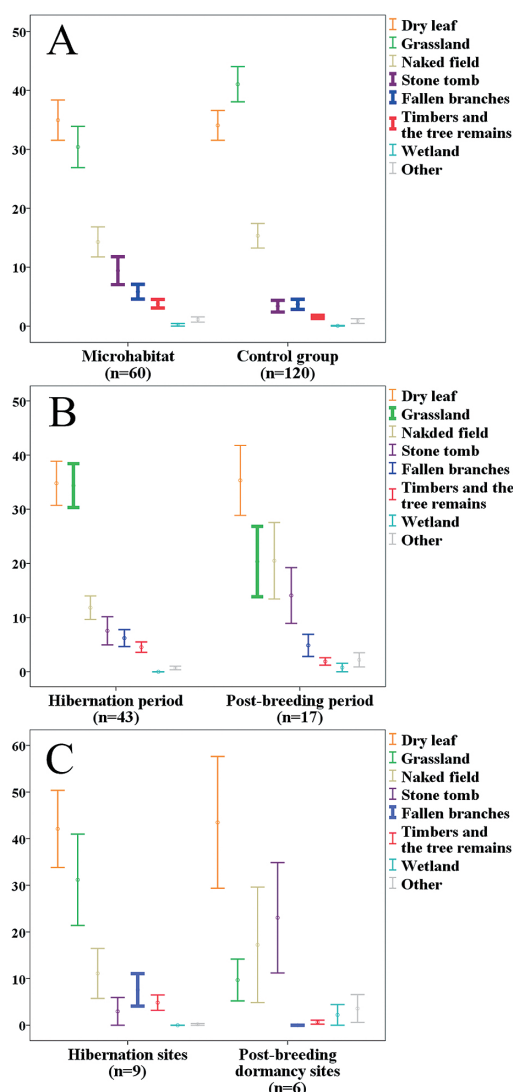 A
50
40
30
20
10
0
Microhabitat
(n=60)
Control group
(n=120)
Dry leaf
Grassland
Naked field
Stone tomb
Fallen branches
Timbers and
the tree remains
Wetland
Other
B
50
40
30
20
10
0
Hibernation period
(n=43)
Post-breeding period
(n=17)
Dry leaf
Grassland
Nakded field
Stone tomb
Fallen branches
Timbers and the
tree remains
Wetland
Other
C
60
50
40
30
20
10
0
Hibernation sites
(n=9)
Post-breeding
dormancy sites
(n=6)
Dry leaf
Grassland
Naked field
Stone tomb
Fallen branches
Timbers and
the tree remains
Wetland
Other